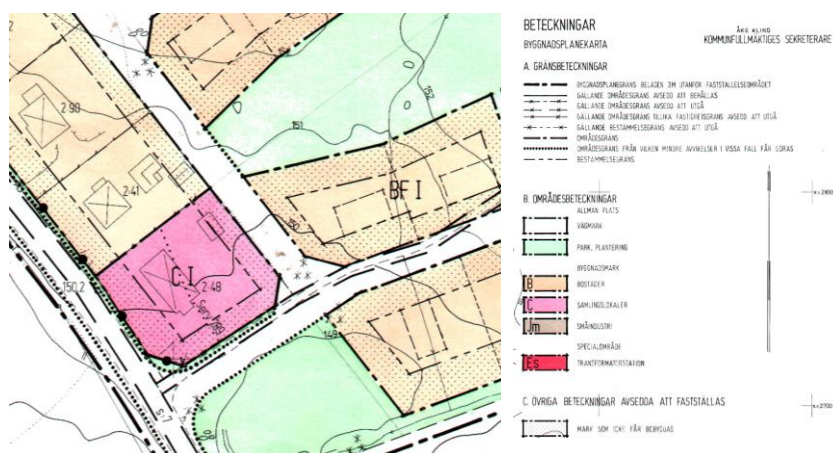 2-90
2-41
151
152
BF I
150
C I
2-48
150,2
149
S:7
BETECKNINGAR
ÅKE KLING
KOMMUNFULLMÄKTIGES SEKRETERARE
BYGGNADSPLANEKARTA
A. GRÄNSBETECKNINGAR
BYGGNADSPLANEGRÄNS BELÄGEN 3M UTANFÖR FASTSTÄLLELSEOMRÅDET
GÄLLANDE OMRÅDESGRÄNS AVSEDD ATT BEHÅLLAS
GÄLLANDE OMRÅDESGRÄNS AVSEDD ATT UTGÅ
GÄLLANDE OMRÅDESGRÄNS TILLIKA FASTIGHETSGRÄNS AVSEDD ATT UTGÅ
GÄLLANDE BESTÄMMELSEGRÄNS AVSEDD ATT UTGÅ
OMRÅDESGRÄNS
OMRÅDESGRÄNS FRÅN VILKEN MINDRE AVVIKELSER I VISSA FALL FÅR GÖRAS
BESTÄMMELSEGRÄNS
B. OMRÅDESBETECKNINGAR
ALLMÄN PLATS
VÄGMARK
PARK, PLANTERING
BYGGNADSMARK
B BOSTÄDER
C SAMLINGSLOKALER
Jm SMÅINDUSTRI
SPECIALOMRÅDE
Es TRANSFORMATORSTATION
C. ÖVRIGA BETECKNINGAR AVSEDDA ATT FASTSTÄLLAS
MARK SOM ICKE FÅR BEBYGGAS